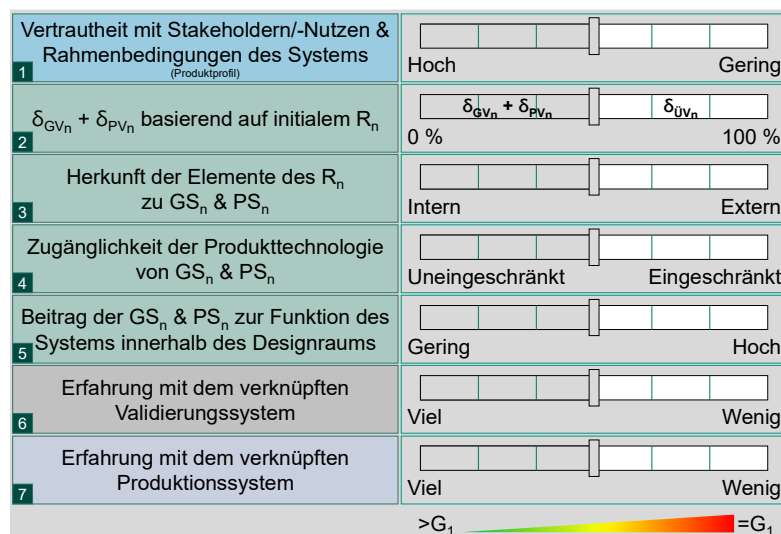 Vertrautheit mit Stakeholdern/-Nutzen &
Rahmenbedingungen des Systems
(Produktprofil)
1
Hoch Gering
δGVn + δPVn basierend auf initialem Rn
2
δGVn + δPVn δÜVn
0 % 100 %
Herkunft der Elemente des Rn
zu GSn & PSn
3
Intern Extern
Zugänglichkeit der Produkttechnologie
von GSn & PSn
4
Uneingeschränkt Eingeschränkt
Beitrag der GSn & PSn zur Funktion des
Systems innerhalb des Designraums
5
Gering Hoch
Erfahrung mit dem verknüpften
Validierungssystem
6
Viel Wenig
Erfahrung mit dem verknüpften
Produktionssystem
7
Viel Wenig
>G1 =G1